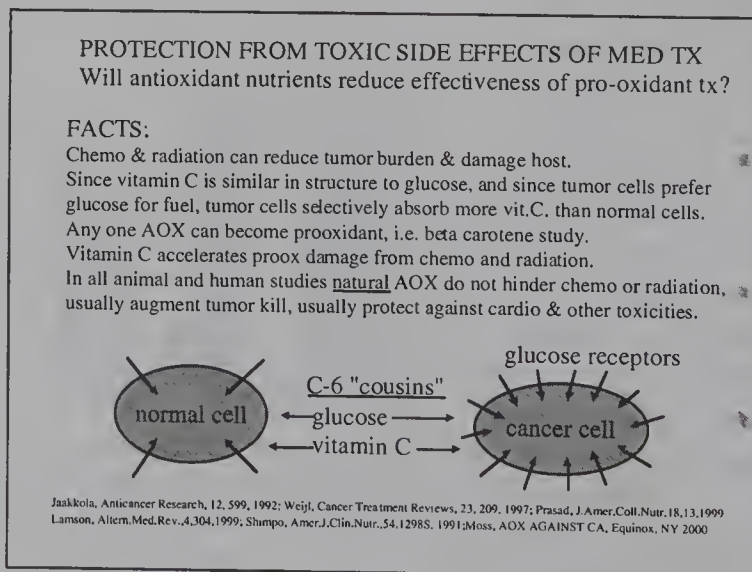 PROTECTION FROM TOXIC SIDE EFFECTS OF MED TX
Will antioxidant nutrients reduce effectiveness of pro-oxidant tx?
FACTS:
Chemo & radiation can reduce tumor burden & damage host.
Since vitamin C is similar in structure to glucose, and since tumor cells prefer
glucose for fuel, tumor cells selectively absorb more vit.C. than normal cells.
Any one AOX can become prooxidant, i.e. beta carotene study.
Vitamin C accelerates proox damage from chemo and radiation.
In all animal and human studies natural AOX do not hinder chemo or radiation,
usually augment tumor kill, usually protect against cardio & other toxicities.
glucose receptors
C-6 "cousins"
normal cell
glucose
cancer cell
vitamin C
Jaakkola, Anticancer Research, 12, 599, 1992; Weijl, Cancer Treatment Reviews, 23, 209, 1997; Prasad, J.Amer.Coll.Nutr.18,13,1999
Lamson, Altern.Med.Rev.,4,304,1999; Shimpo, Amer.J.Clin.Nutr.,54,1298S, 1991;Moss, AOX AGAINST CA, Equinox, NY 2000